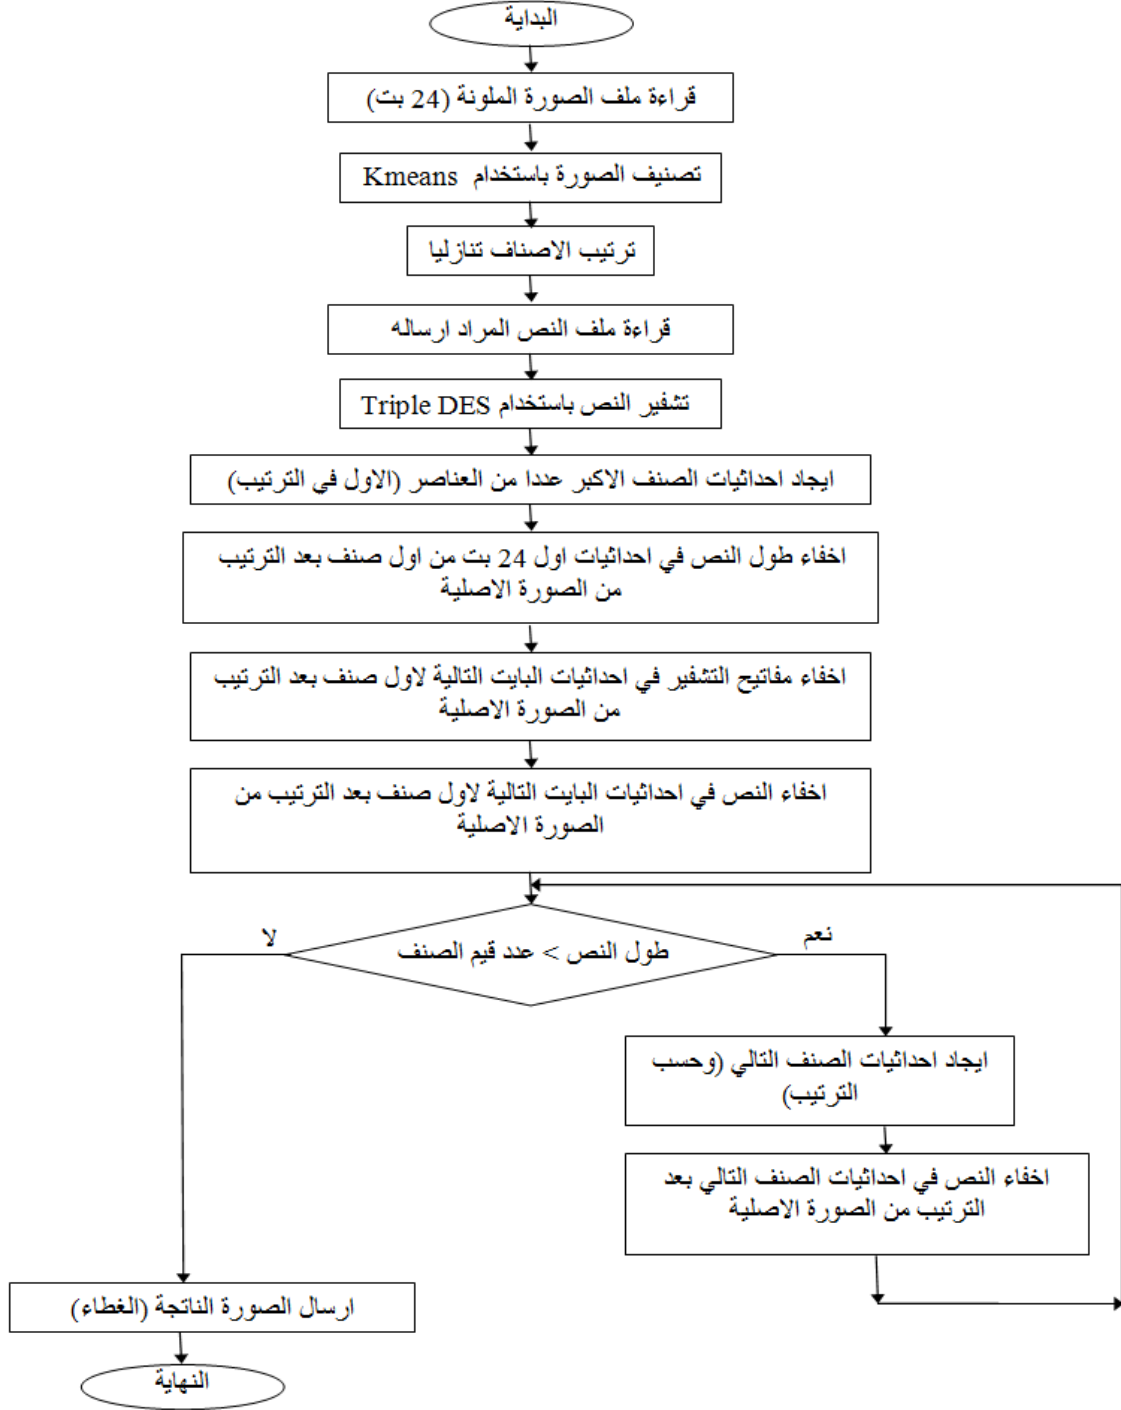 البداية
قراءة ملف الصورة الملونة (24 بت)
تصنيف الصورة باستخدام Kmeans
ترتيب الاصناف تنازليا
قراءة ملف النص المراد ارساله
تشفير النص باستخدام Triple DES
ايجاد احداثيات الصنف الاكبر عددا من العناصر (الاول في الترتيب)
اخفاء طول النص في احداثيات اول 24 بت من اول صنف بعد الترتيب
من الصورة الاصلية
اخفاء مفاتيح التشفير في احداثيات البايت التالية لاول صنف بعد الترتيب
من الصورة الاصلية
اخفاء النص في احداثيات البايت التالية لاول صنف بعد الترتيب من
الصورة الاصلية
طول النص > عدد قيم الصنف
نعم
لا
ايجاد احداثيات الصنف التالي (وحسب
الترتيب)
اخفاء النص في احداثيات الصنف التالي بعد
الترتيب من الصورة الاصلية
ارسال الصورة الناتجة (الغطاء)
النهاية